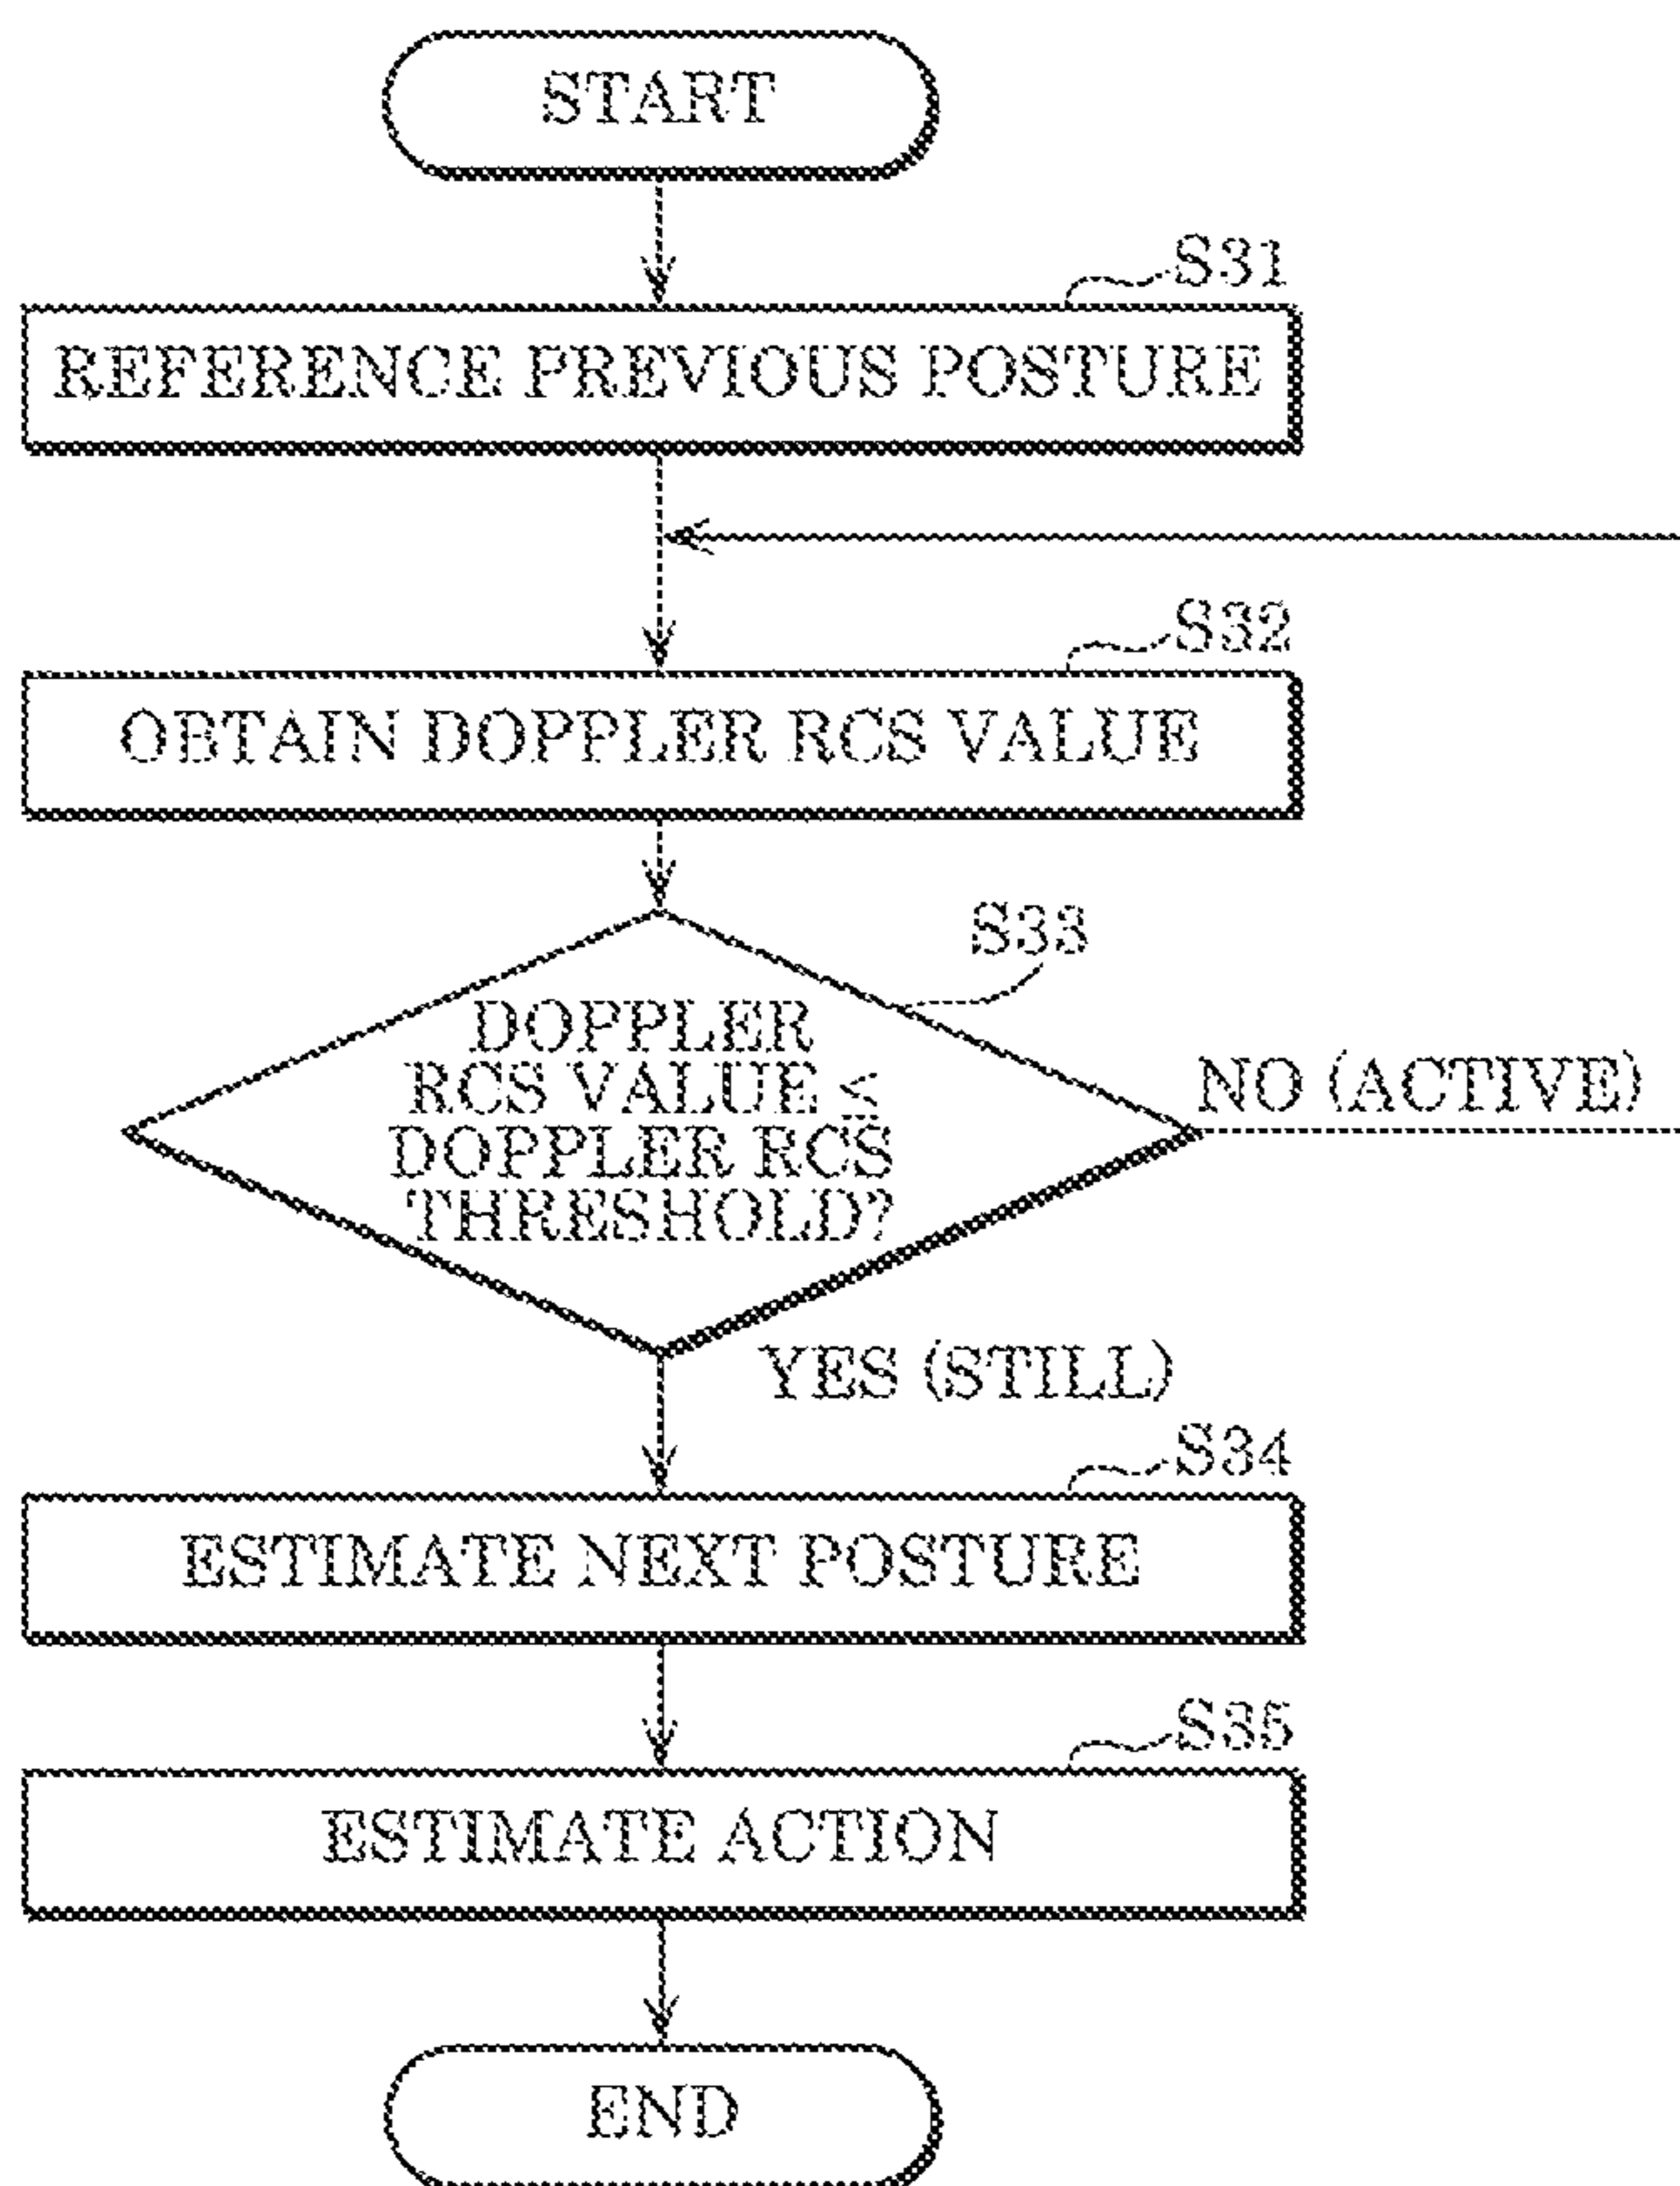 START
S31
REFERENCE PREVIOUS POSTURE
S32
OBTAIN DOPPLER RCS VALUE
S33
DOPPLER
RCS VALUE ≤
DOPPLER RCS
THRESHOLD?
NO (ACTIVE)
YES (STILL)
S34
ESTIMATE NEXT POSTURE
S35
ESTIMATE ACTION
END